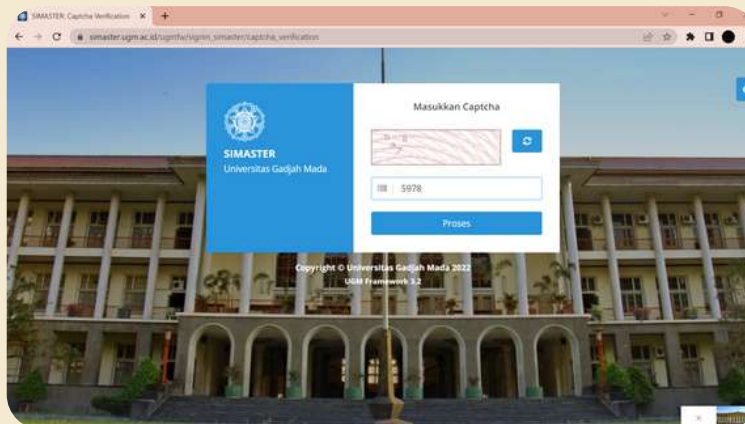 SIMASTER: Captcha Verification
simaster.ugm.ac.id/ugmfw/signin_simaster/captcha_verification
SIMASTER
Universitas Gadjah Mada
Masukkan Captcha
5978
Proses
Copyright © Universitas Gadjah Mada 2022
UGM Framework 3.2